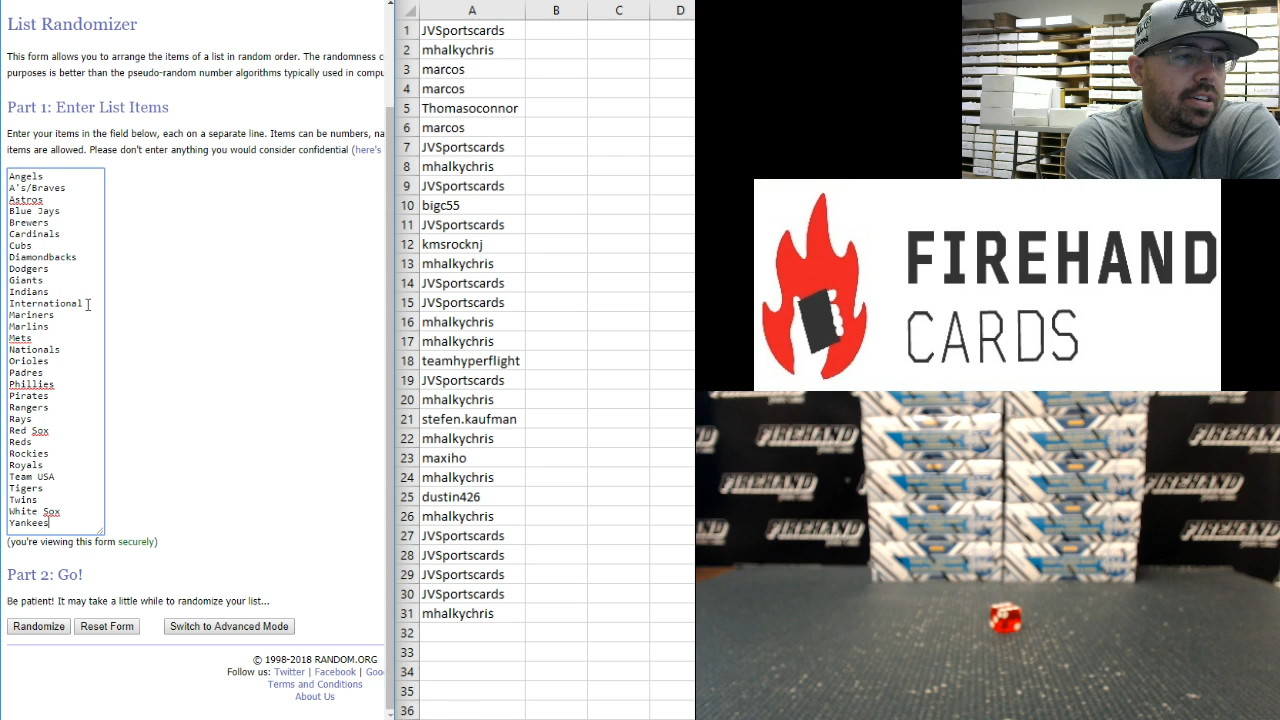 List Randomizer
This form allows you to arrange the items of a list in random order. The randomness c
purposes is better than the pseudo-random number algorithms typically used in compu
Part 1: Enter List Items
Enter your items in the field below, each on a separate line. Items can be numbers, na
items are allowed. Please don't enter anything you would consider confidential (here's
Angels
A's/Braves
Astros
Blue Jays
Brewers
Cardinals
Cubs
Diamondbacks
Dodgers
Giants
Indians
International
Mariners
Marlins
Mets
Nationals
Orioles
Padres
Phillies
Pirates
Rangers
Rays
Red Sox
Reds
Rockies
Royals
Team USA
Tigers
Twins
White Sox
Yankees
(you're viewing this form securely)
Part 2: Go!
Be patient! It may take a little while to randomize your list...
Randomize Reset Form Switch to Advanced Mode
© 1998-2018 RANDOM.ORG
Follow us: Twitter | Facebook | Goo
Terms and Conditions
About Us
A B C D
1 JVSportscards
2 mhalkychris
3 marcos
4 marcos
5 Thomasoconnor
6 marcos
7 JVSportscards
8 mhalkychris
9 JVSportscards
10 bigc55
11 JVSportscards
12 kmsrocknj
13 mhalkychris
14 JVSportscards
15 JVSportscards
16 mhalkychris
17 mhalkychris
18 teamhyperflight
19 JVSportscards
20 mhalkychris
21 stefen.kaufman
22 mhalkychris
23 maxiho
24 mhalkychris
25 dustin426
26 mhalkychris
27 JVSportscards
28 JVSportscards
29 JVSportscards
30 JVSportscards
31 mhalkychris
32
33
34
35
36
KINGS
FIREHAND
CARDS
FIREHAND
FIREHAND
FIREHAND
FIREHAND
FIREHAND